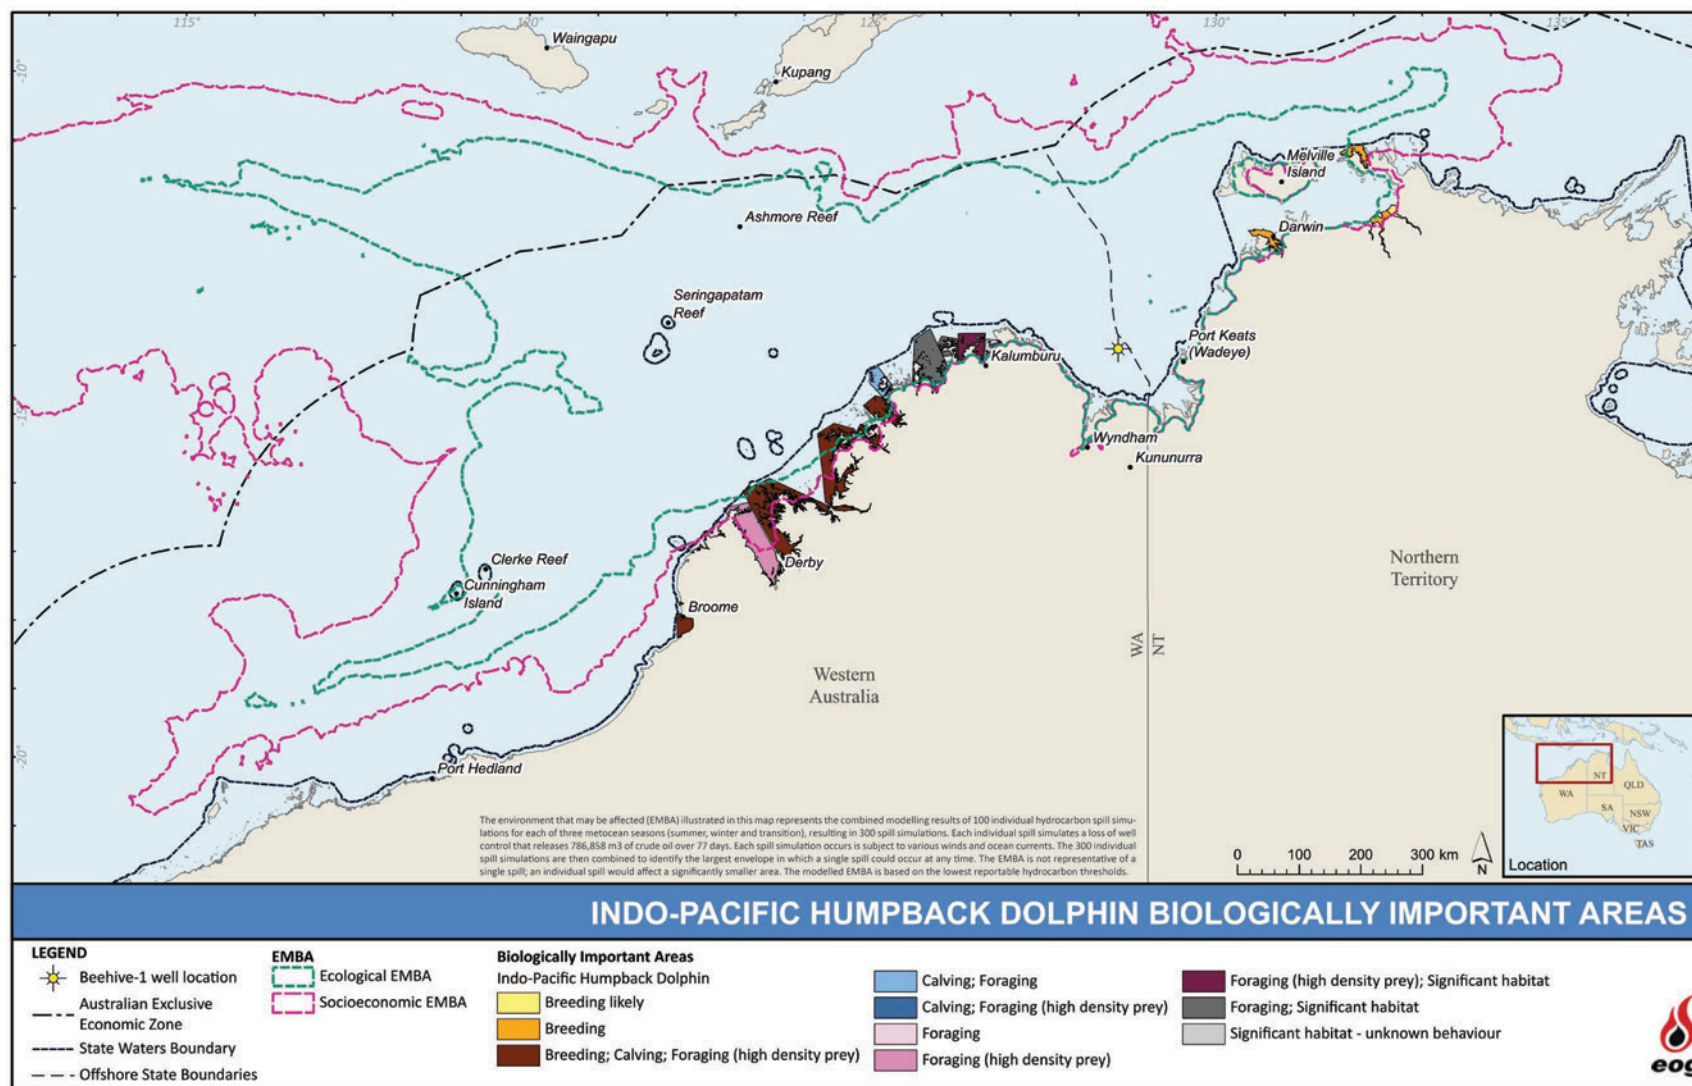 115°
120°
125°
130°
135°
Waingapu
-10°
Kupang
Melville
Island
Ashmore Reef
Darwin
Seringapatam
Reef
Port Keats
(Wadeye)
Kalumburu
-15°
Wyndham
Kununurra
Northern
Territory
Clerke Reef
Cunningham
Island
Derby
Broome
WA
NT
Western
Australia
-20°
Port Hedland
The environment that may be affected (EMBA) illustrated in this map represents the combined modelling results of 100 individual hydrocarbon spill simu-
lations for each of three metocean seasons (summer, winter and transition), resulting in 300 spill simulations. Each individual spill simulates a loss of well
control that releases 786,858 m3 of crude oil over 77 days. Each spill simulation occurs is subject to various winds and ocean currents. The 300 individual
spill simulations are then combined to identify the largest envelope in which a single spill could occur at any time. The EMBA is not representative of a
single spill; an individual spill would affect a significantly smaller area. The modelled EMBA is based on the lowest reportable hydrocarbon thresholds.
0 100 200 300 km
N
NT
WA
QLD
SA
NSW
VIC
TAS
Location
INDO-PACIFIC HUMPBACK DOLPHIN BIOLOGICALLY IMPORTANT AREAS
LEGEND
Beehive-1 well location
Australian Exclusive
Economic Zone
State Waters Boundary
Offshore State Boundaries
EMBA
Ecological EMBA
Socioeconomic EMBA
Biologically Important Areas
Indo-Pacific Humpback Dolphin
Breeding likely
Breeding
Breeding; Calving; Foraging (high density prey)
Calving; Foraging
Calving; Foraging (high density prey)
Foraging
Foraging (high density prey)
Foraging (high density prey); Significant habitat
Foraging; Significant habitat
Significant habitat - unknown behaviour
eog